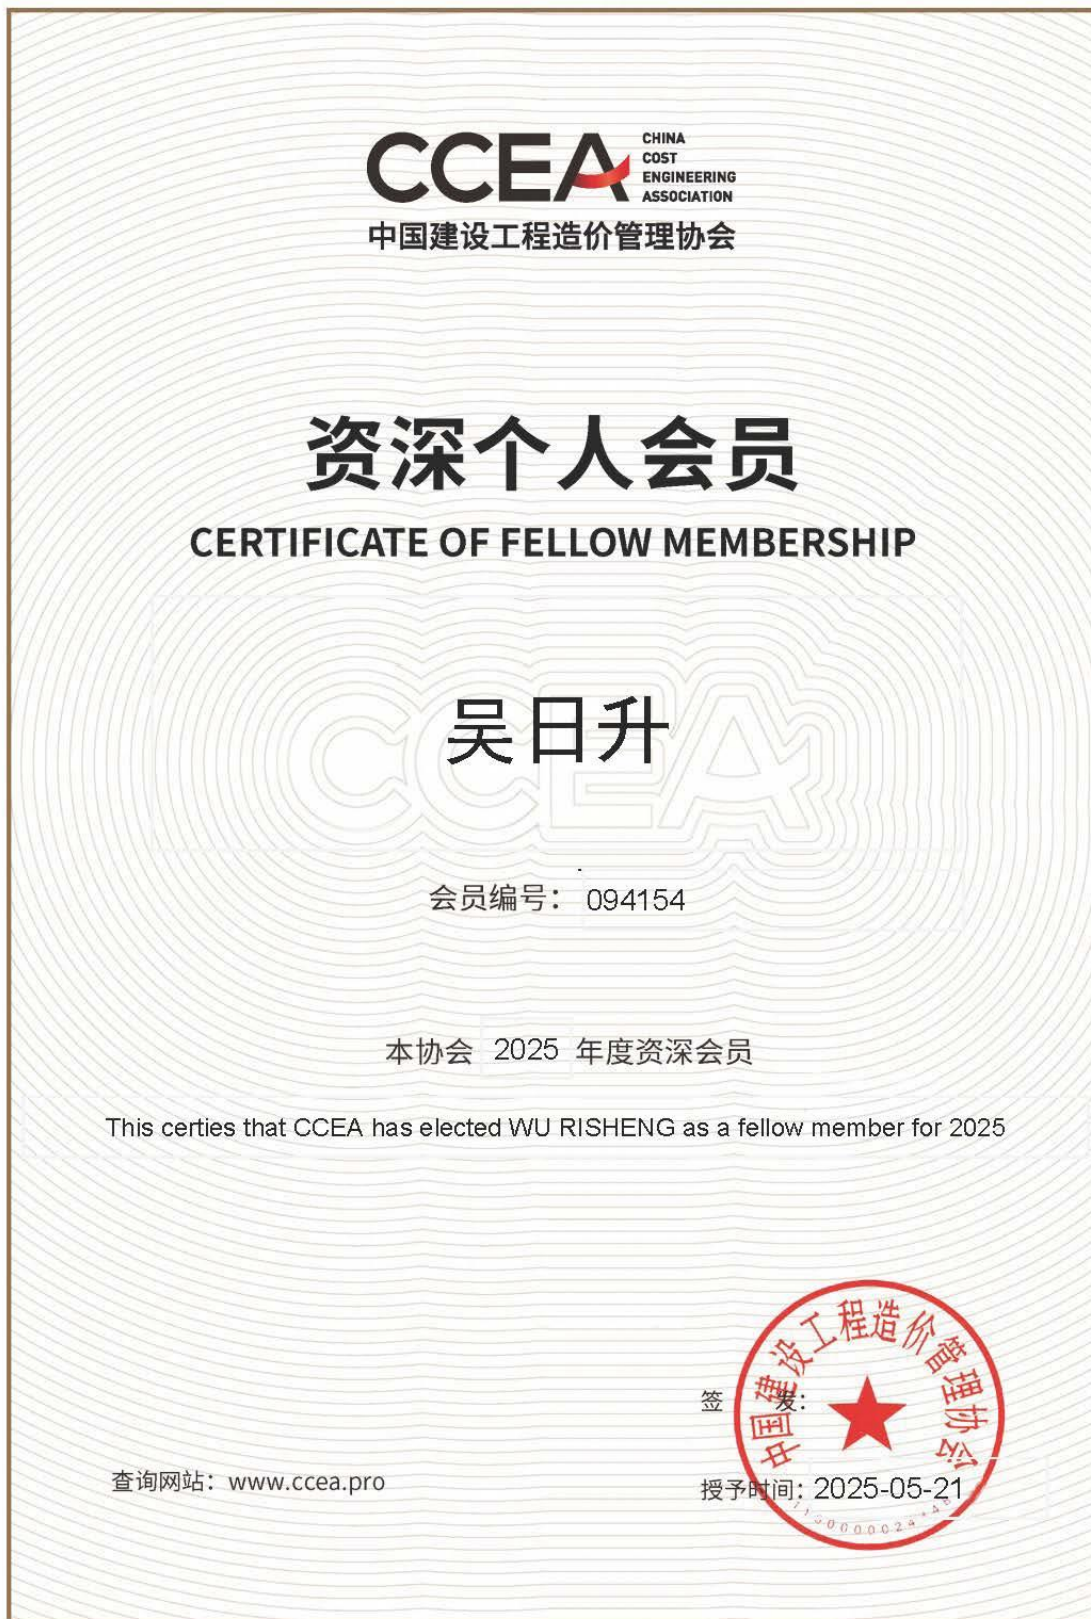 CCEA
CHINA
COST
ENGINEERING
ASSOCIATION
中国建设工程造价管理协会
资深个人会员
CERTIFICATE OF FELLOW MEMBERSHIP
CCEA
吴日升
会员编号： 094154
本协会 2025 年度资深会员
This certies that CCEA has elected WU RISHENG as a fellow member for 2025
中国建设工程造价管理协会
签 发：
查询网站：www.ccea.pro
授予时间：2025-05-21